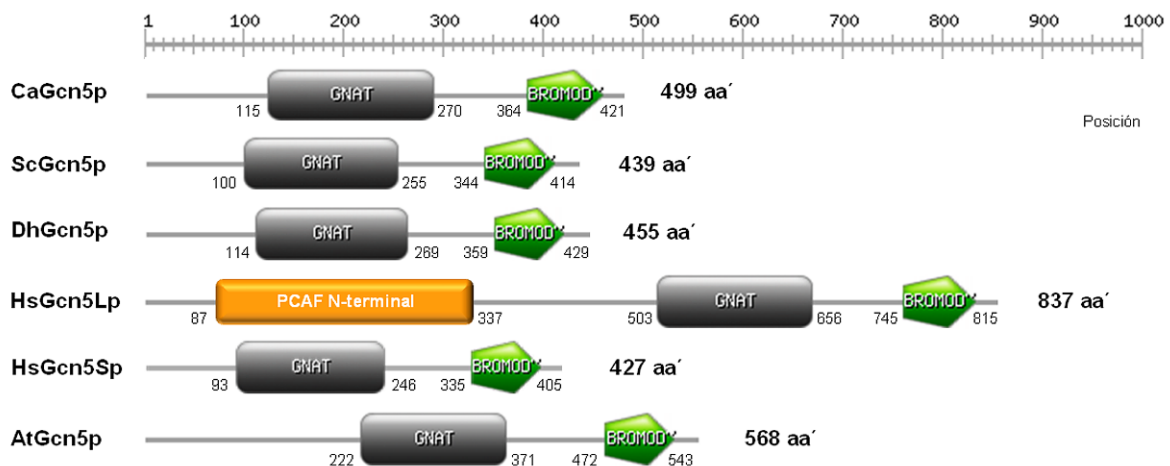 1 100 200 300 400 500 600 700 800 900 1000
Posición
CaGcn5p GNAT BROMOD'' 499 aa´
115 270 364 421
ScGcn5p GNAT BROMOD'' 439 aa´
100 255 344 414
DhGcn5p GNAT BROMOD'' 455 aa´
114 269 359 429
HsGcn5Lp PCAF N-terminal GNAT BROMOD'' 837 aa´
87 337 503 656 745 815
HsGcn5Sp GNAT BROMOD'' 427 aa´
93 246 335 405
AtGcn5p GNAT BROMOD'' 568 aa´
222 371 472 543